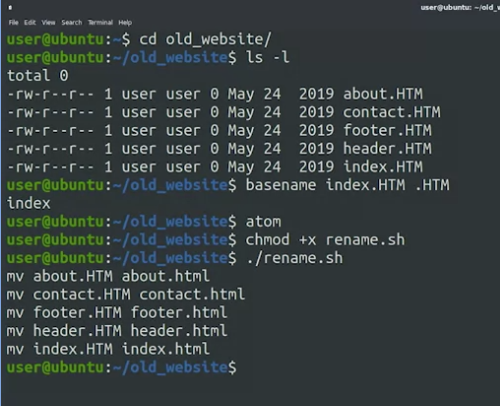 user@ubuntu: ~/old_website
File Edit View Search Terminal Help
user@ubuntu:~$ cd old_website/
user@ubuntu:~/old_website$ ls -l
total 0
-rw-r--r-- 1 user user 0 May 24  2019 about.HTM
-rw-r--r-- 1 user user 0 May 24  2019 contact.HTM
-rw-r--r-- 1 user user 0 May 24  2019 footer.HTM
-rw-r--r-- 1 user user 0 May 24  2019 header.HTM
-rw-r--r-- 1 user user 0 May 24  2019 index.HTM
user@ubuntu:~/old_website$ basename index.HTM .HTM
index
user@ubuntu:~/old_website$ atom
user@ubuntu:~/old_website$ chmod +x rename.sh
user@ubuntu:~/old_website$ ./rename.sh
mv about.HTM about.html
mv contact.HTM contact.html
mv footer.HTM footer.html
mv header.HTM header.html
mv index.HTM index.html
user@ubuntu:~/old_website$